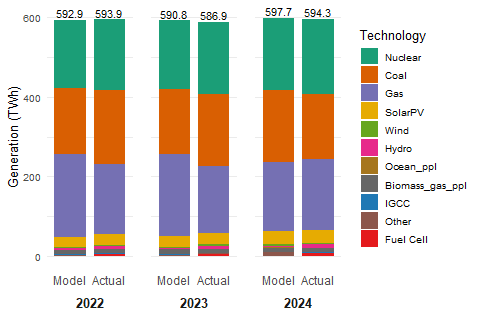 592.9 593.9 590.8 586.9 597.7 594.3
600
400
200
0
Generation (TWh)
Model Actual Model Actual Model Actual
2022 2023 2024
Technology
Nuclear
Coal
Gas
SolarPV
Wind
Hydro
Ocean_ppl
Biomass_gas_ppl
IGCC
Other
Fuel Cell